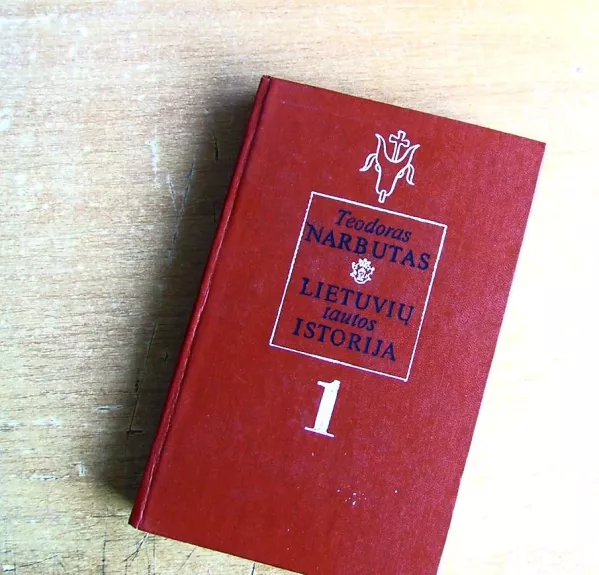 Teodoras
NARBUTAS
LIETUVIŲ
tautos
ISTORIJA
1